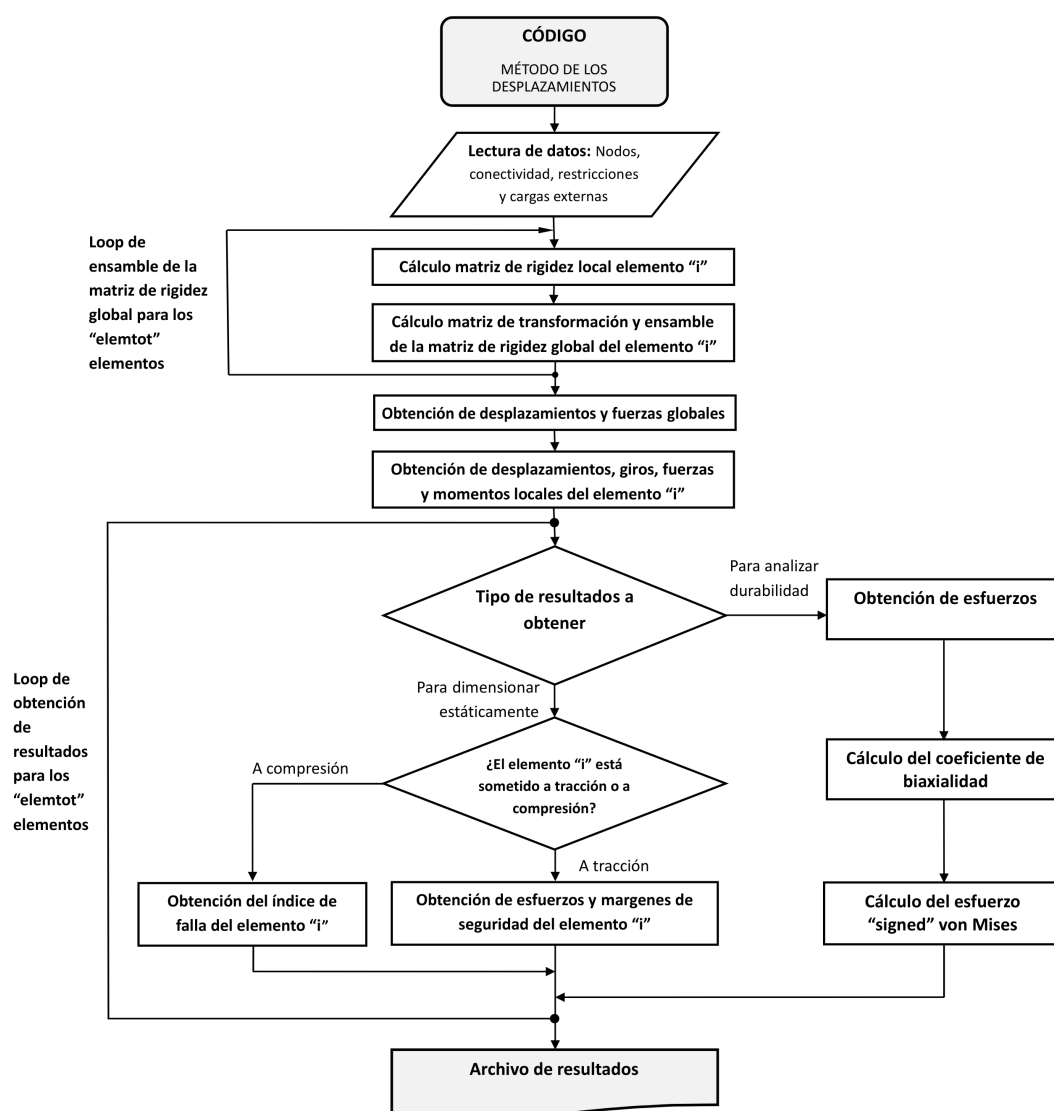 CÓDIGO
MÉTODO DE LOS
DESPLAZAMIENTOS
Lectura de datos: Nodos,
conectividad, restricciones
y cargas externas
Loop de
ensamble de la
matriz de rigidez
global para los
“elemtot”
elementos
Cálculo matriz de rigidez local elemento “i”
Cálculo matriz de transformación y ensamble
de la matriz de rigidez global del elemento “i”
Obtención de desplazamientos y fuerzas globales
Obtención de desplazamientos, giros, fuerzas
y momentos locales del elemento “i”
Tipo de resultados a
obtener
Para analizar
durabilidad
Obtención de esfuerzos
Loop de
obtención
de
resultados
para los
“elemtot”
elementos
Para dimensionar
estáticamente
¿El elemento “i” está
sometido a tracción o a
compresión?
A compresión
Cálculo del coeficiente de
biaxialidad
A tracción
Obtención del índice de
falla del elemento “i”
Obtención de esfuerzos y margenes de
seguridad del elemento “i”
Cálculo del esfuerzo
“signed” von Mises
Archivo de resultados